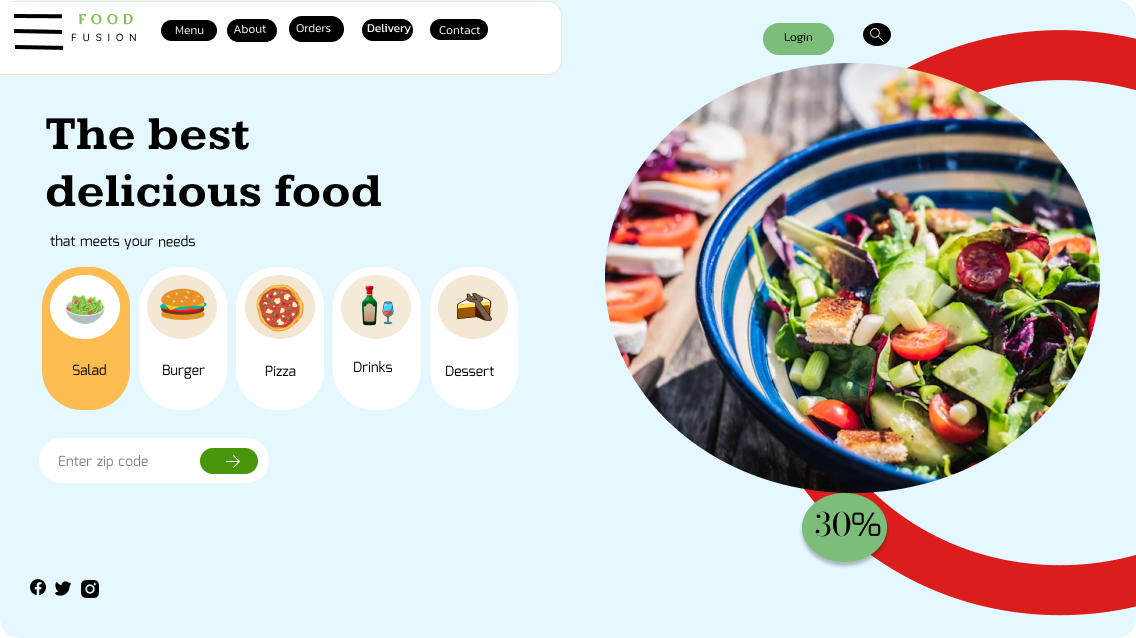 FOOD
FUSION
Menu
About
Orders
Delivery
Contact
Login
The best
delicious food
that meets your needs
Salad
Burger
Pizza
Drinks
Dessert
Enter zip code
30%